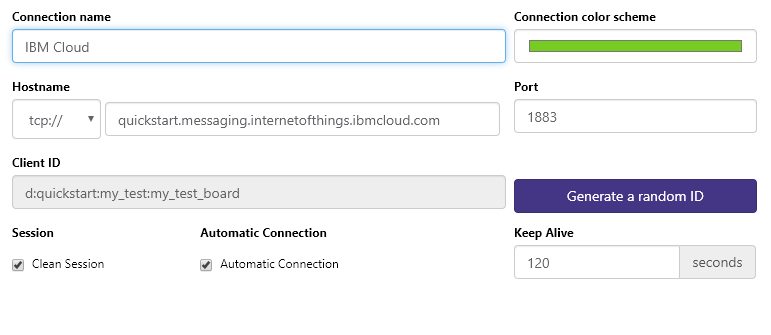 Connection name
Connection color scheme
IBM Cloud
Hostname
Port
tcp://
quickstart.messaging.internetofthings.ibmcloud.com
1883
Client ID
d:quickstart:my_test:my_test_board
Generate a random ID
Session
Automatic Connection
Keep Alive
Clean Session
Automatic Connection
120
seconds